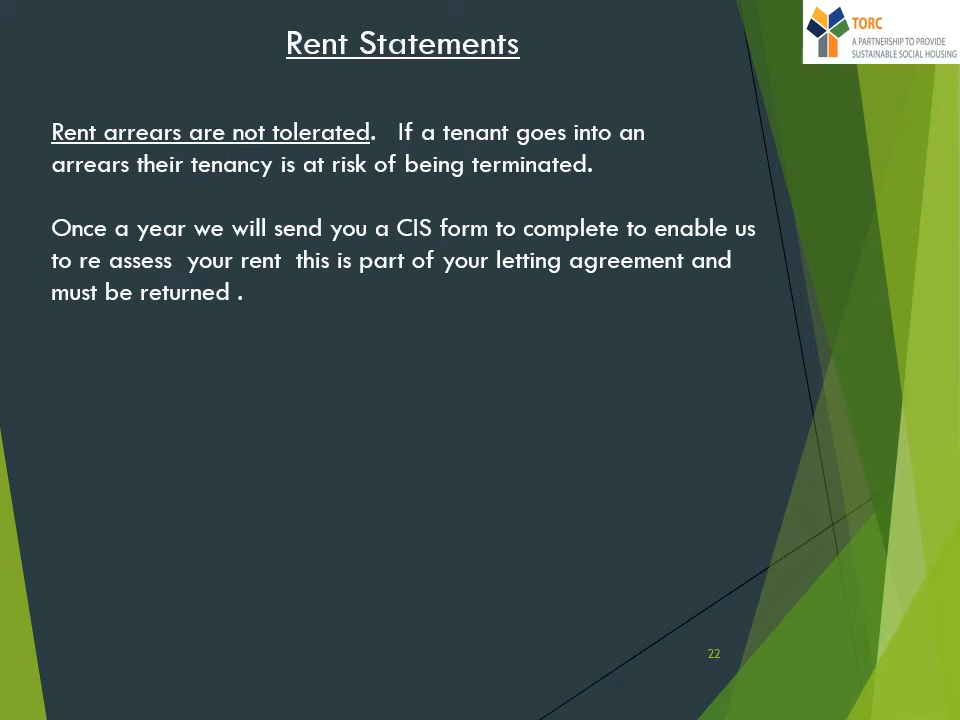 Rent Statements
TORC
A PARTNERSHIP TO PROVIDE
SUSTAINABLE SOCIAL HOUSING
Rent arrears are not tolerated. If a tenant goes into an
arrears their tenancy is at risk of being terminated.
Once a year we will send you a CIS form to complete to enable us
to re assess your rent this is part of your letting agreement and
must be returned .
22